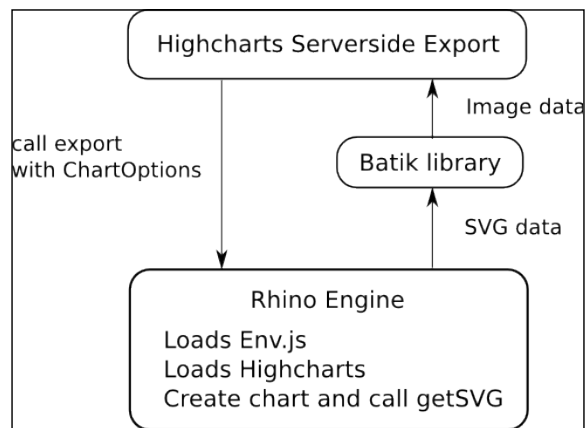 Highcharts Serverside Export
Image data
call export
with ChartOptions
Batik library
SVG data
Rhino Engine
Loads Env.js
Loads Highcharts
Create chart and call getSVG